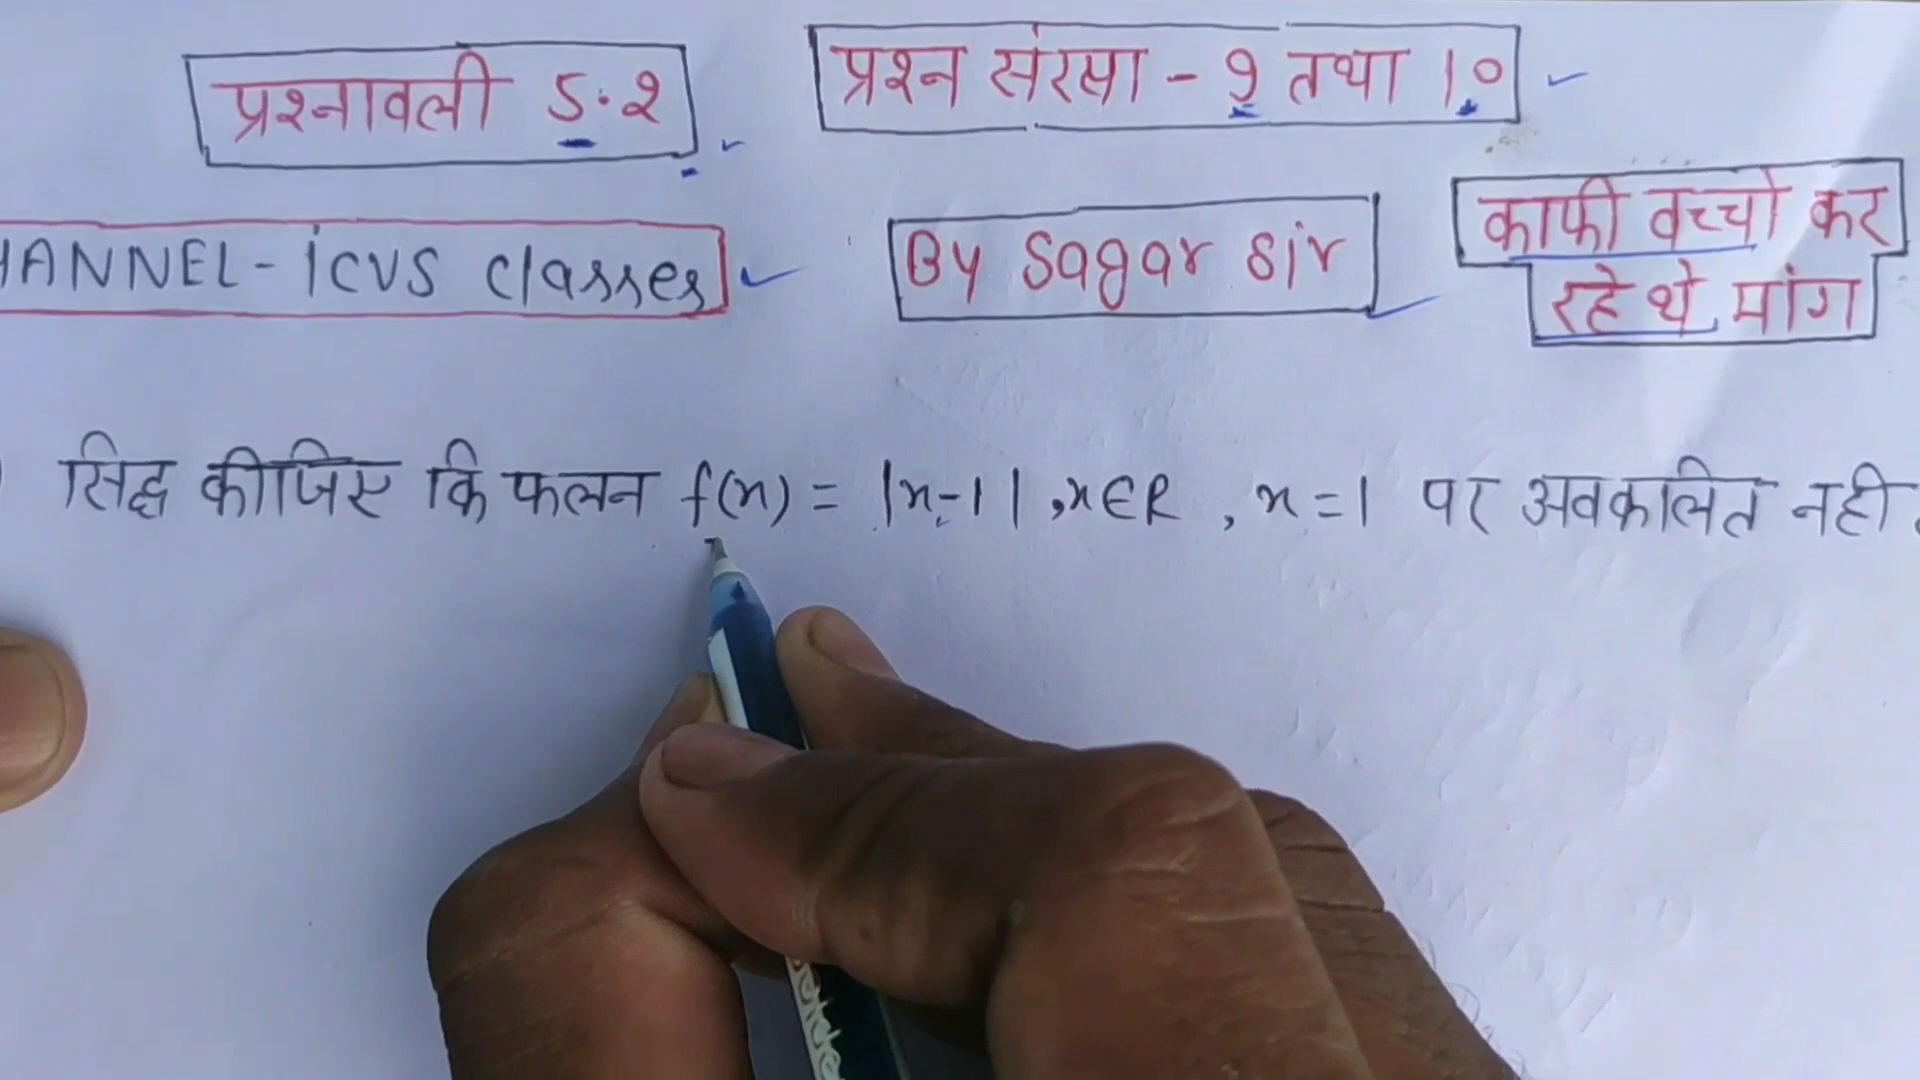 प्रश्नावली 5.2
प्रश्न संख्या - 9 तथा 10
HANNEL - iCVS Classes
By Sagar Sir
काफी बच्चो कर
रहे थे मांग
सिद्ध कीजिए कि फलन f(x) = |x-1|, x∈R, x=1 पर अवकलित नही